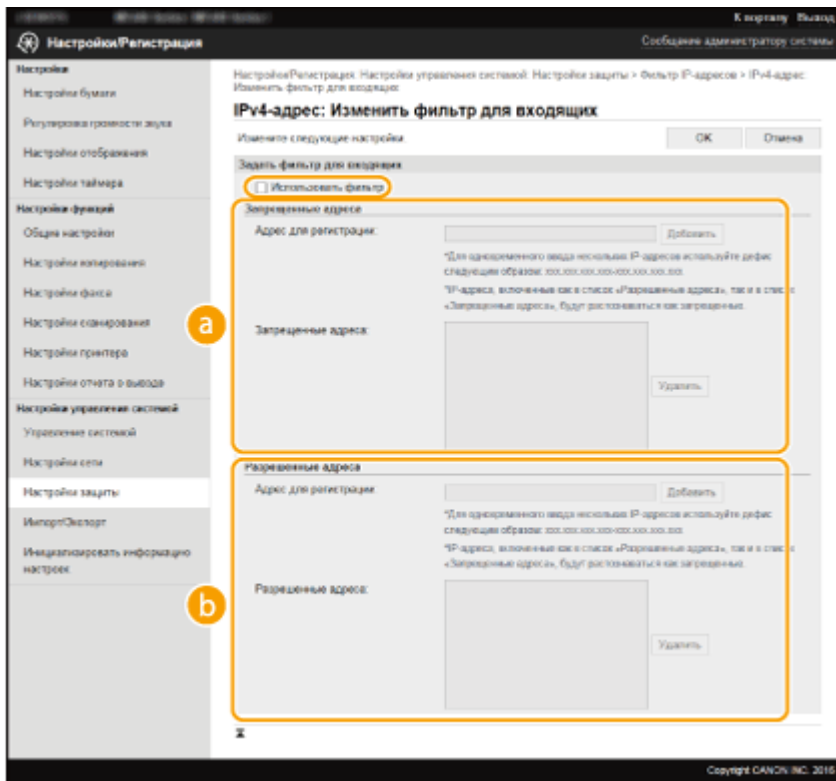 К порталу Выход
Настройки/Регистрация
Сообщение администратору системы
Настройки
Настройки бумаги
Регулировка громкости звука
Настройки отображения
Настройки таймера
Настройки функций
Общие настройки
Настройки копирования
Настройки факса
Настройки сканирования
Настройки принтера
Настройки отчета о выводе
Настройки управления системой
Управление системой
Настройки сети
Настройки защиты
Импорт/Экспорт
Инициализировать информацию
настроек
Настройки/Регистрация: Настройки управления системой: Настройки защиты > Фильтр IP-адресов > IPv4-адрес:
Изменить фильтр для входящих
IPv4-адрес: Изменить фильтр для входящих
Измените следующие настройки
OK Отмена
Задать фильтр для входящих
Использовать фильтр
a
Запрещенные адреса
Адрес для регистрации:
Добавить
*Для одновременного ввода нескольких IP-адресов используйте дефис
следующим образом: xxx.xxx.xxx.xxx-xxx.xxx.xxx.xxx.
*IP-адреса, включенные как в список «Разрешенные адреса», так и в список
«Запрещенные адреса», будут распознаваться как запрещенные.
Запрещенные адреса:
Удалить
b
Разрешенные адреса
Адрес для регистрации:
Добавить
*Для одновременного ввода нескольких IP-адресов используйте дефис
следующим образом: xxx.xxx.xxx.xxx-xxx.xxx.xxx.xxx.
*IP-адреса, включенные как в список «Разрешенные адреса», так и в список
«Запрещенные адреса», будут распознаваться как запрещенные.
Разрешенные адреса:
Удалить
Copyright CANON INC. 2015